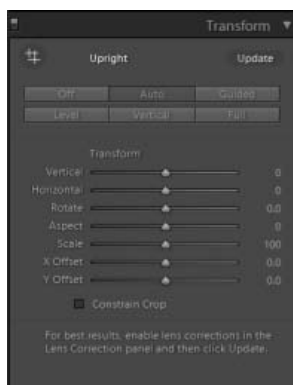 Transform
Upright Update
Off Auto Guided
Level Vertical Full
Transform
Vertical 0
Horizontal 0
Rotate 0.0
Aspect 0
Scale 100
X Offset 0.0
Y Offset 0.0
Constrain Crop
For best results, enable lens corrections in the
Lens Correction panel and then click Update.